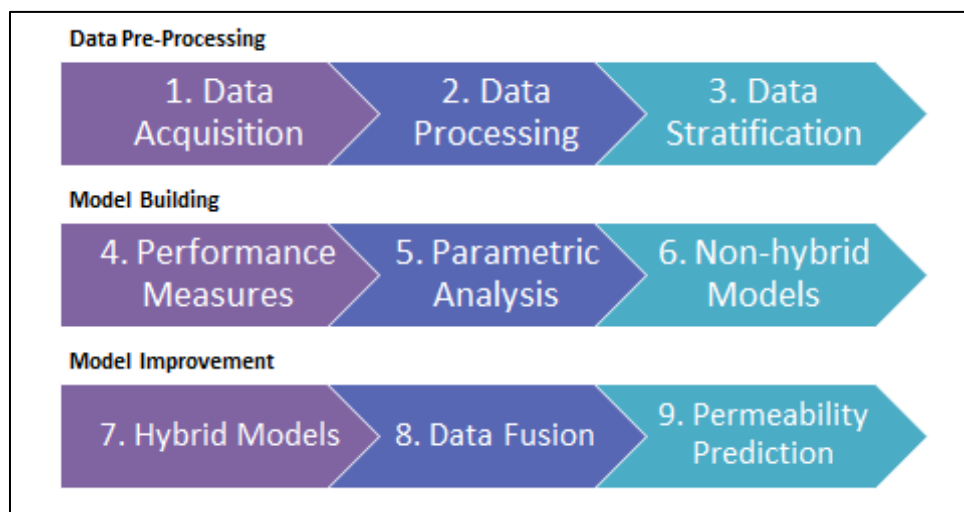 Data Pre-Processing
1. Data
Acquisition
2. Data
Processing
3. Data
Stratification
Model Building
4. Performance
Measures
5. Parametric
Analysis
6. Non-hybrid
Models
Model Improvement
7. Hybrid Models
8. Data Fusion
9. Permeability
Prediction